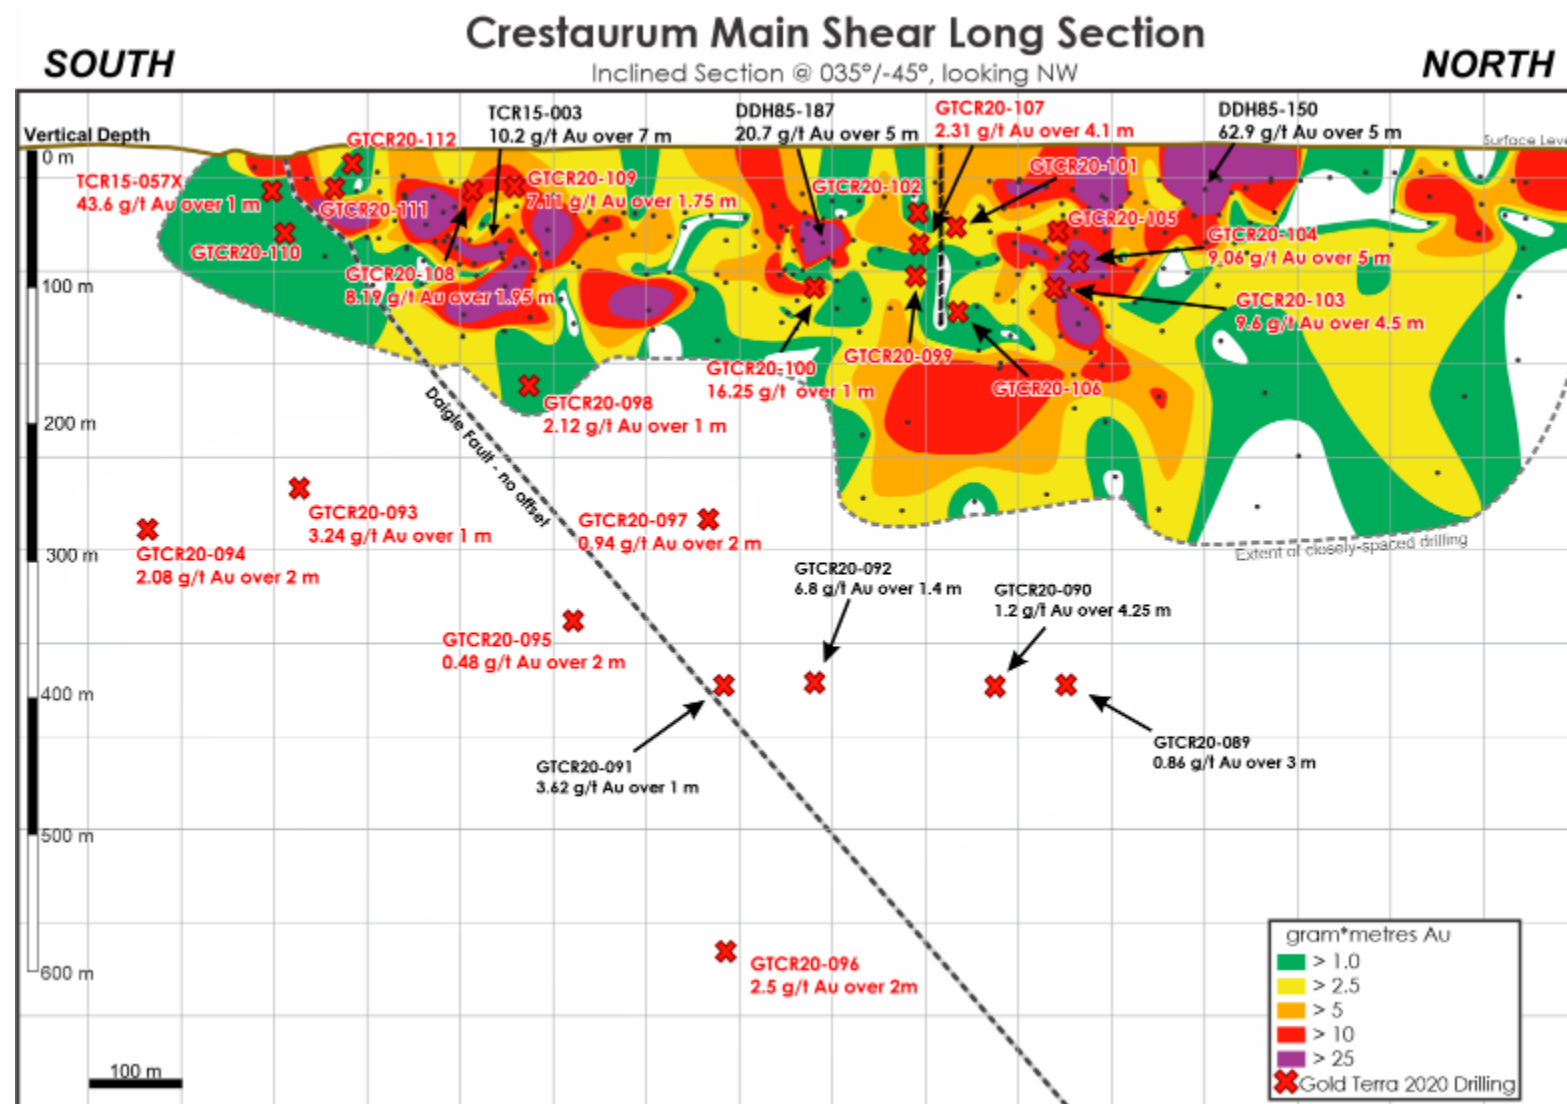 Crestaurum Main Shear Long Section
Inclined Section @ 035°/-45°, looking NW
SOUTH
NORTH
Vertical Depth
Surface Leve
0 m
100 m
200 m
300 m
400 m
500 m
600 m
TCR15-003
10.2 g/t Au over 7 m
DDH85-187
20.7 g/t Au over 5 m
GTCR20-107
2.31 g/t Au over 4.1 m
DDH85-150
62.9 g/t Au over 5 m
GTCR20-112
TCR15-057X
43.6 g/t Au over 1 m
GTCR20-111
GTCR20-110
GTCR20-109
7.11 g/t Au over 1.75 m
GTCR20-108
8.19 g/t Au over 1.95 m
GTCR20-102
GTCR20-101
GTCR20-105
GTCR20-104
9.06 g/t Au over 5 m
GTCR20-103
9.6 g/t Au over 4.5 m
GTCR20-100
16.25 g/t over 1 m
GTCR20-099
GTCR20-106
GTCR20-098
2.12 g/t Au over 1 m
Daigle Fault - no offset
GTCR20-093
3.24 g/t Au over 1 m
GTCR20-094
2.08 g/t Au over 2 m
GTCR20-097
0.94 g/t Au over 2 m
Extent of closely-spaced drilling
GTCR20-092
6.8 g/t Au over 1.4 m
GTCR20-090
1.2 g/t Au over 4.25 m
GTCR20-095
0.48 g/t Au over 2 m
GTCR20-091
3.62 g/t Au over 1 m
GTCR20-089
0.86 g/t Au over 3 m
GTCR20-096
2.5 g/t Au over 2m
gram*metres Au
> 1.0
> 2.5
> 5
> 10
> 25
Gold Terra 2020 Drilling
100 m